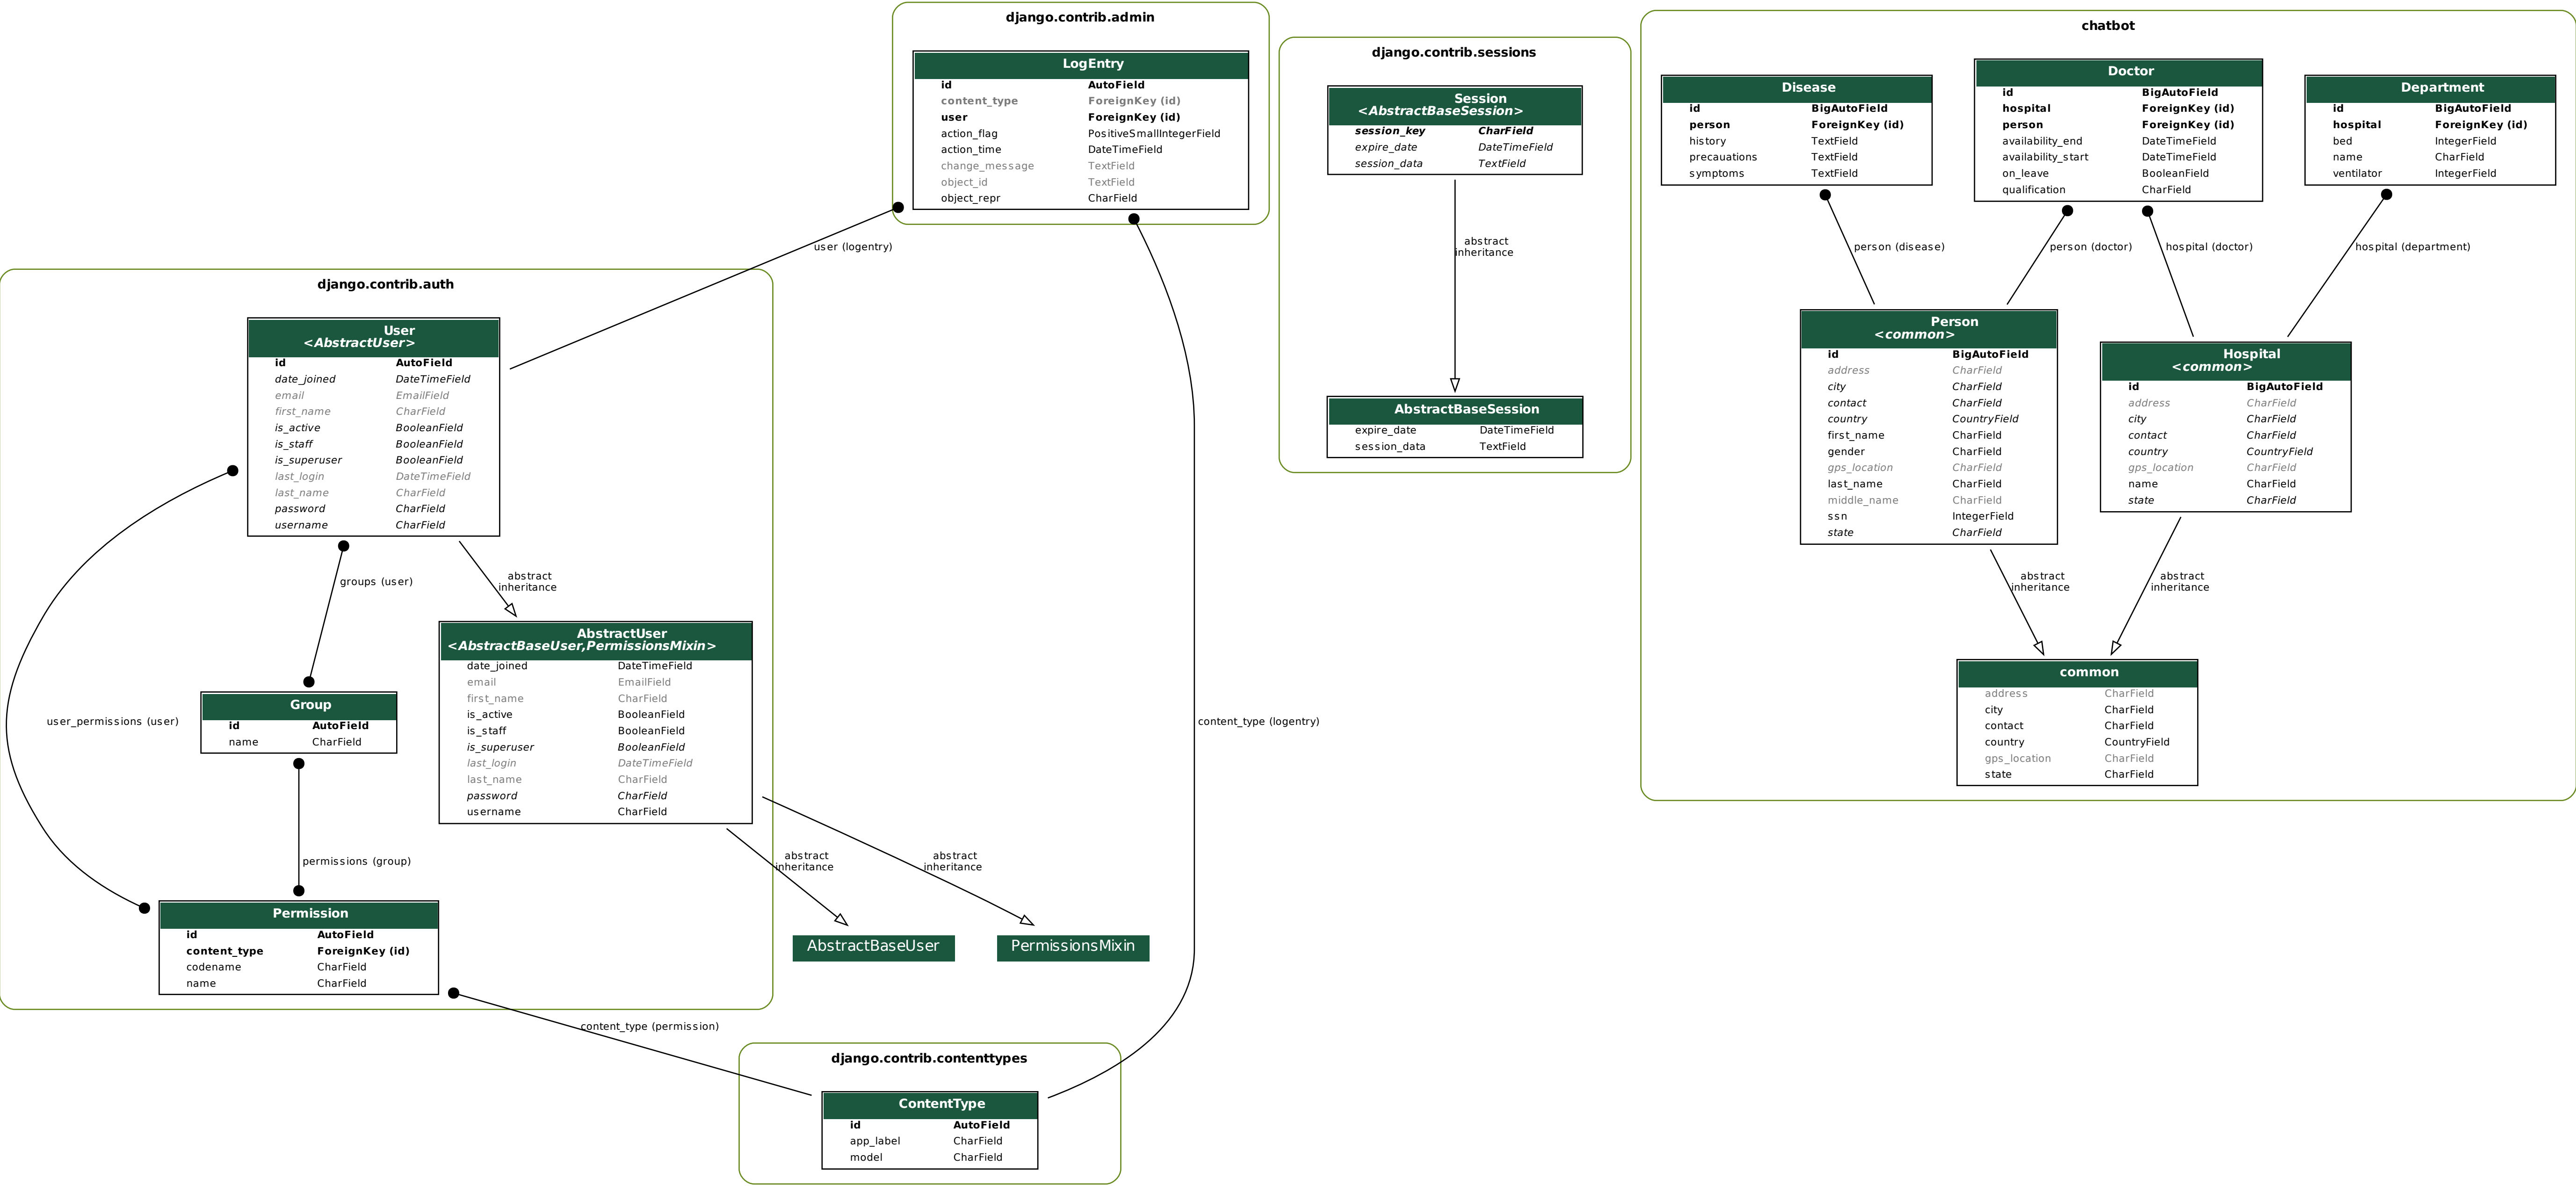 django.contrib.admin
LogEntry
id AutoField
content_type ForeignKey (id)
user ForeignKey (id)
action_flag PositiveSmallIntegerField
action_time DateTimeField
change_message TextField
object_id TextField
object_repr CharField
django.contrib.sessions
Session
<AbstractBaseSession>
session_key CharField
expire_date DateTimeField
session_data TextField
abstract
inheritance
AbstractBaseSession
expire_date DateTimeField
session_data TextField
chatbot
Disease
id BigAutoField
person ForeignKey (id)
history TextField
precauations TextField
symptoms TextField
Doctor
id BigAutoField
hospital ForeignKey (id)
person ForeignKey (id)
availability_end DateTimeField
availability_start DateTimeField
on_leave BooleanField
qualification CharField
Department
id BigAutoField
hospital ForeignKey (id)
bed IntegerField
name CharField
ventilator IntegerField
person (disease)
person (doctor)
hospital (doctor)
hospital (department)
Person
<common>
id BigAutoField
address CharField
city CharField
contact CharField
country CountryField
first_name CharField
gender CharField
gps_location CharField
last_name CharField
middle_name CharField
ssn IntegerField
state CharField
Hospital
<common>
id BigAutoField
address CharField
city CharField
contact CharField
country CountryField
gps_location CharField
name CharField
state CharField
abstract
inheritance
abstract
inheritance
common
address CharField
city CharField
contact CharField
country CountryField
gps_location CharField
state CharField
user (logentry)
django.contrib.auth
User
<AbstractUser>
id AutoField
date_joined DateTimeField
email EmailField
first_name CharField
is_active BooleanField
is_staff BooleanField
is_superuser BooleanField
last_login DateTimeField
last_name CharField
password CharField
username CharField
groups (user)
abstract
inheritance
AbstractUser
<AbstractBaseUser,PermissionsMixin>
date_joined DateTimeField
email EmailField
first_name CharField
is_active BooleanField
is_staff BooleanField
is_superuser BooleanField
last_login DateTimeField
last_name CharField
password CharField
username CharField
Group
id AutoField
name CharField
user_permissions (user)
content_type (logentry)
permissions (group)
abstract
inheritance
abstract
inheritance
Permission
id AutoField
content_type ForeignKey (id)
codename CharField
name CharField
AbstractBaseUser
PermissionsMixin
content_type (permission)
django.contrib.contenttypes
ContentType
id AutoField
app_label CharField
model CharField